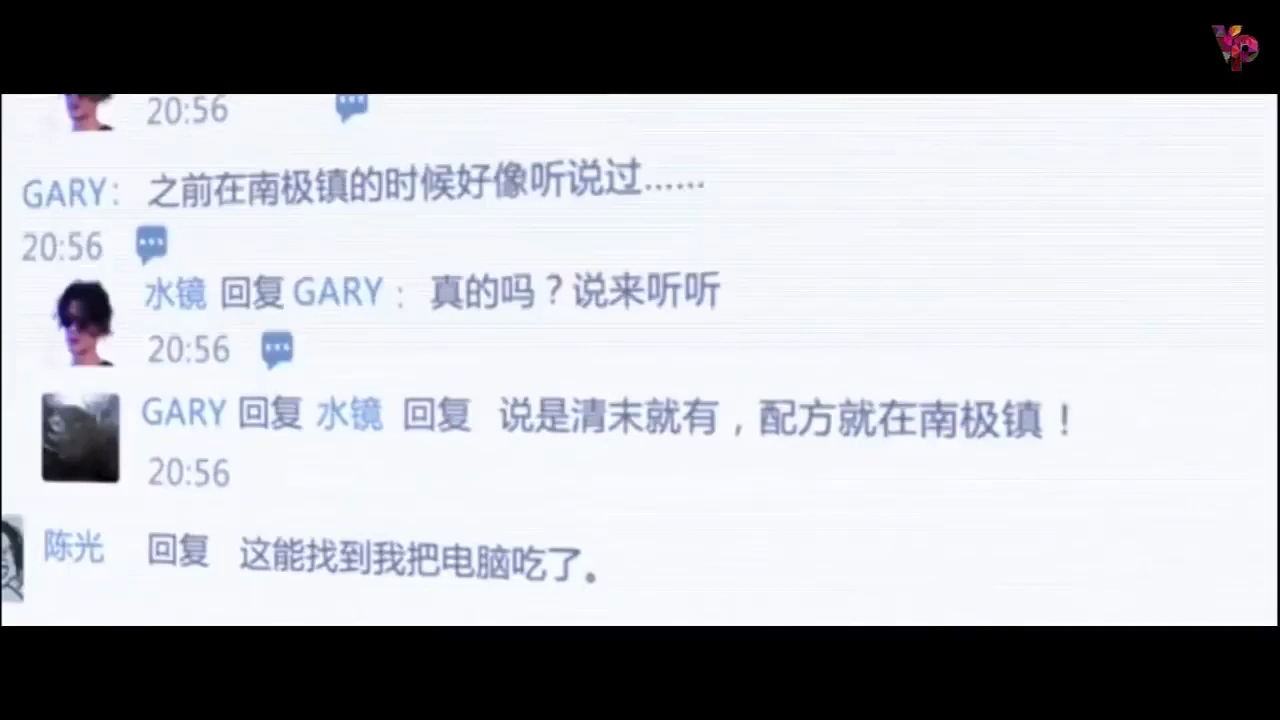 VP
20:56
GARY: 之前在南极镇的时候好像听说过……
20:56
水镜 回复 GARY： 真的吗？说来听听
20:56
GARY 回复 水镜 回复 说是清末就有，配方就在南极镇！
20:56
陈光 回复 这能找到我把电脑吃了。